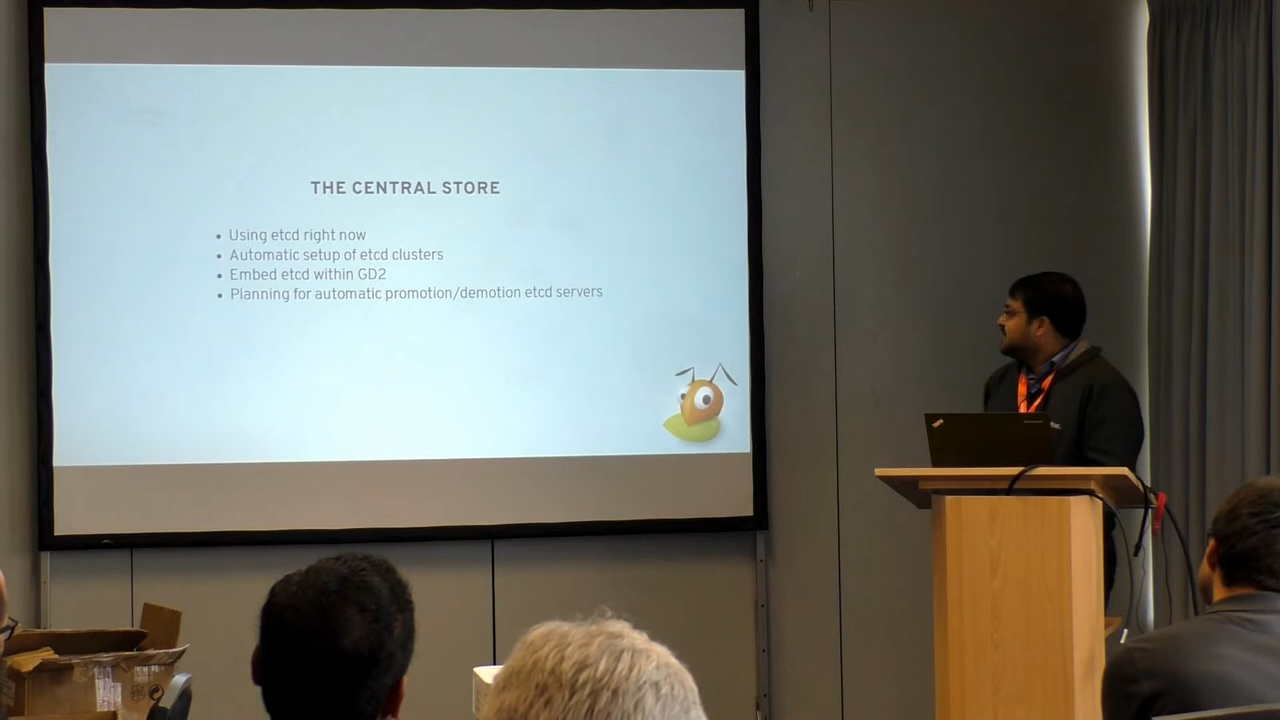 THE CENTRAL STORE
Using etcd right now
Automatic setup of etcd clusters
Embed etcd within GD2
Planning for automatic promotion/demotion etcd servers